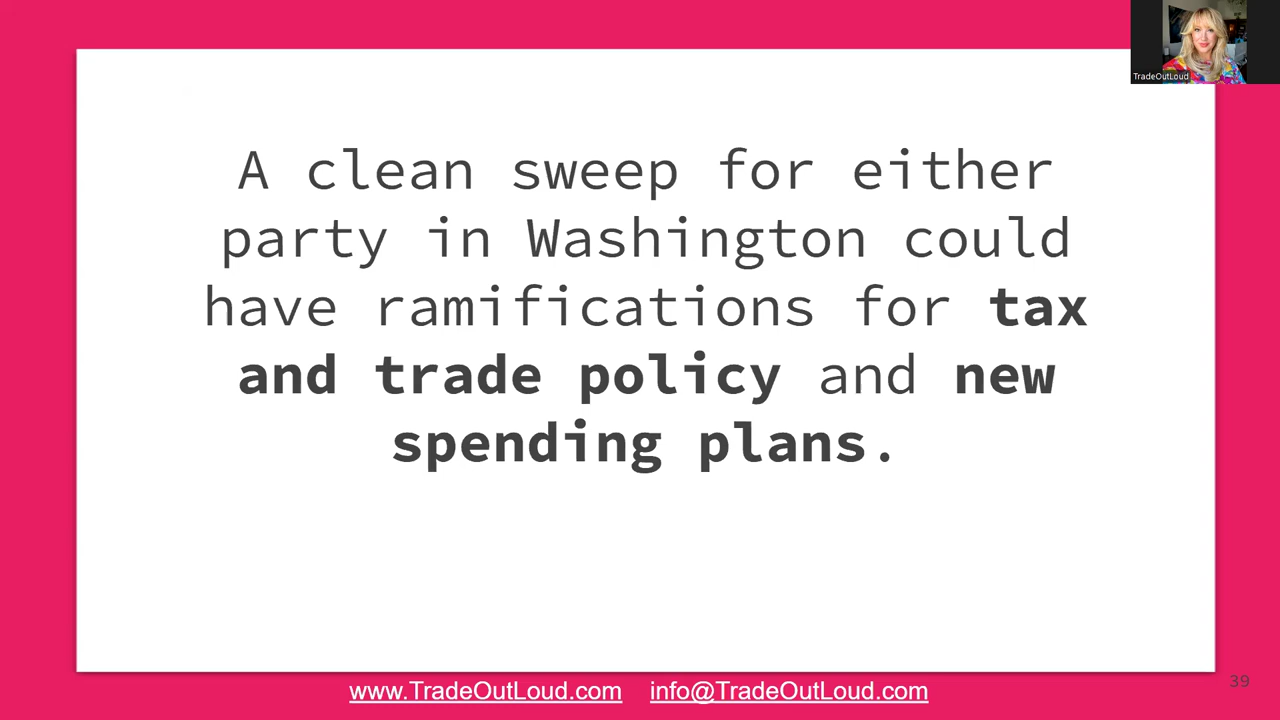 TradeOutLoud
A clean sweep for either
party in Washington could
have ramifications for tax
and trade policy and new
spending plans.
www.TradeOutLoud.com info@TradeOutLoud.com
39